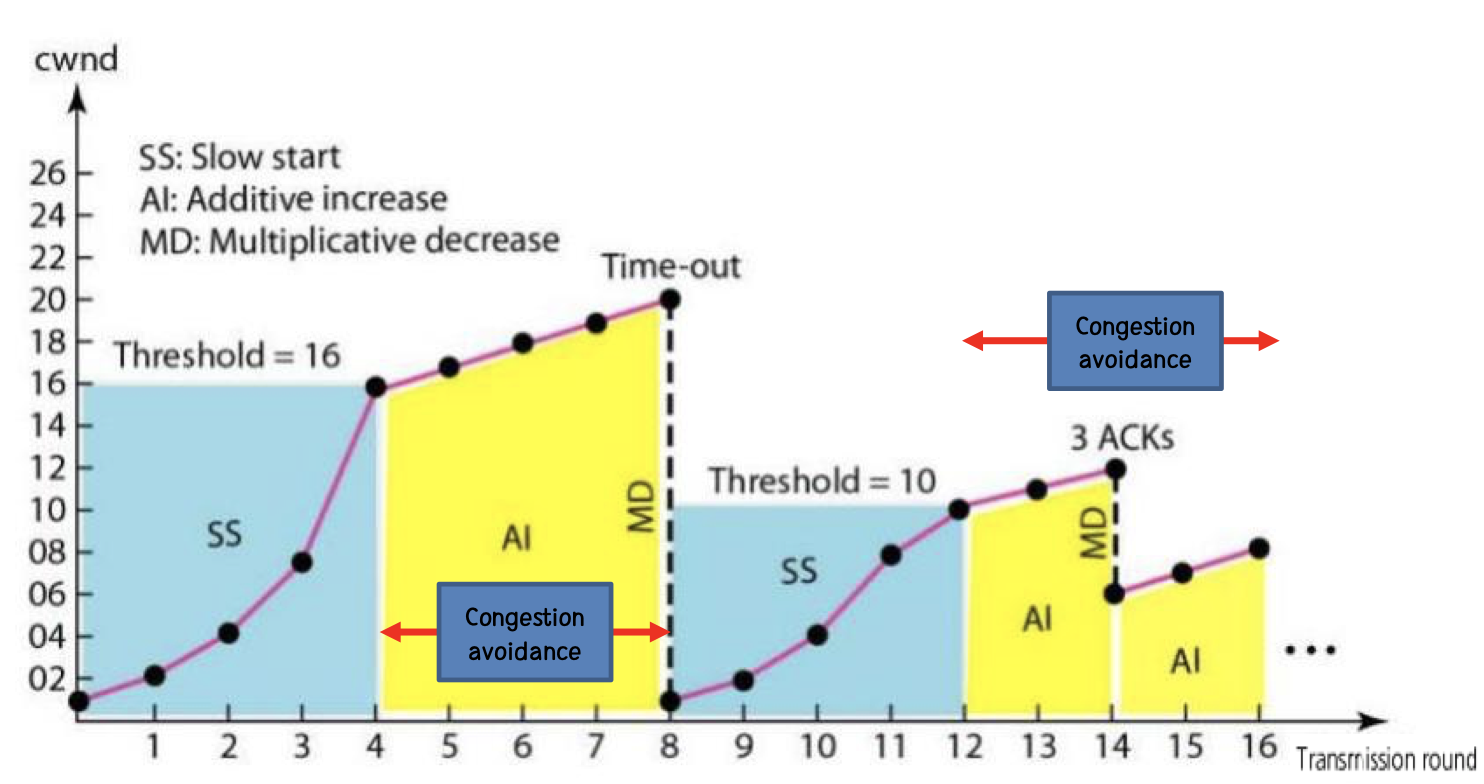 cwnd
SS: Slow start
AI: Additive increase
MD: Multiplicative decrease
26
24
22
20
18
16
14
12
10
08
06
04
02
Time-out
Threshold = 16
SS
AI
MD
Congestion
avoidance
Threshold = 10
SS
AI
MD
3 ACKs
Congestion
avoidance
AI
...
1 2 3 4 5 6 7 8 9 10 11 12 13 14 15 16
Transmission round